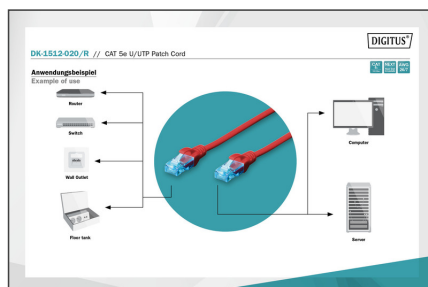 DIGITUS®
DK-1512-020/R // CAT 5e U/UTP Patch Cord
Anwendungsbeispiel
Example of use
Router
Switch
Wall Outlet
Floor tank
Computer
Server